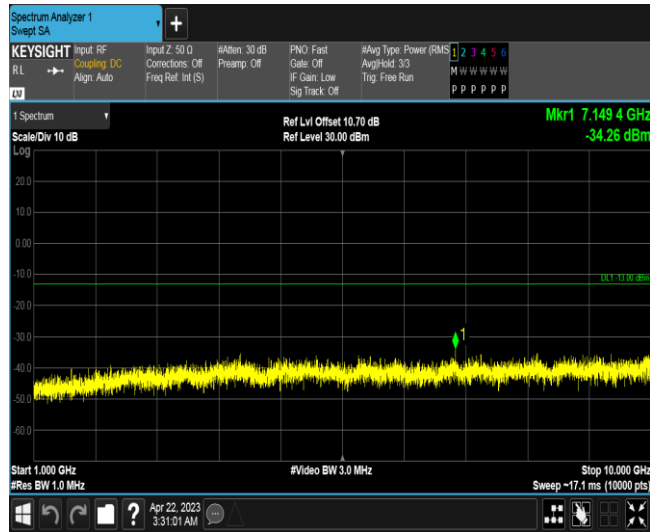 Spectrum Analyzer 1
Swept SA
+
KEYSIGHT Input: RF Input Z: 50 Ω #Atten: 30 dB PNO: Fast #Avg Type: Power (RMS 1 2 3 4 5 6
RL Coupling: DC Corrections: Off Preamp: Off Gate: Off Avg|Hold: 3/3 M W W W W W
Align: Auto Freq Ref: Int (S) IF Gain: Low Trig: Free Run
LXI Sig Track: Off P P P P P P
1 Spectrum Ref Lvl Offset 10.70 dB Mkr1 7.149 4 GHz
Scale/Div 10 dB Ref Level 30.00 dBm -34.26 dBm
Log
20.0
10.0
0.00
-10.0
DL1 -13.00 dBm
-20.0
-30.0
1
-40.0
-50.0
-60.0
Start 1.000 GHz #Video BW 3.0 MHz Stop 10.000 GHz
#Res BW 1.0 MHz Sweep ~17.1 ms (10000 pts)
? Apr 22, 2023
3:31:01 AM